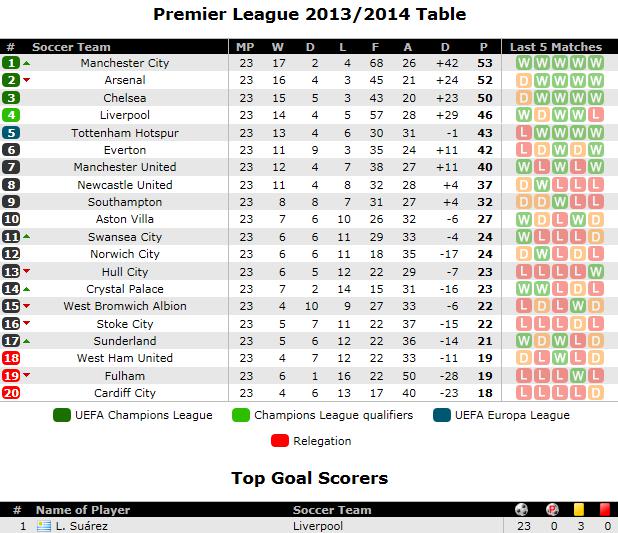 Premier League 2013/2014 Table
# Soccer Team MP W D L F A D P Last 5 Matches
1 Manchester City 23 17 2 4 68 26 +42 53 W W W W W
2 Arsenal 23 16 4 3 45 21 +24 52 D W W W W
3 Chelsea 23 15 5 3 43 20 +23 50 D W W W W
4 Liverpool 23 14 4 5 57 28 +29 46 W D W W L
5 Tottenham Hotspur 23 13 4 6 30 31 -1 43 L W W W W
6 Everton 23 11 9 3 35 24 +11 42 L D W D W
7 Manchester United 23 12 4 7 38 27 +11 40 W L W L W
8 Newcastle United 23 11 4 8 32 28 +4 37 D W L L L
9 Southampton 23 8 8 7 31 27 +4 32 D D W L L
10 Aston Villa 23 7 6 10 26 32 -6 27 W D L W D
11 Swansea City 23 6 6 11 29 33 -4 24 W L L L D
12 Norwich City 23 6 6 11 18 35 -17 24 D W L D L
13 Hull City 23 6 5 12 22 29 -7 23 L L L L W
14 Crystal Palace 23 7 2 14 15 31 -16 23 W W L D L
15 West Bromwich Albion 23 4 10 9 27 33 -6 22 D L D W D
16 Stoke City 23 5 7 11 22 37 -15 22 L L L D L
17 Sunderland 23 5 6 12 22 36 -14 21 W D W L D
18 West Ham United 23 4 7 12 22 33 -11 19 D L W L L
19 Fulham 23 6 1 16 22 50 -28 19 L L L W L
20 Cardiff City 23 4 6 13 17 40 -23 18 L L L L D
UEFA Champions League Champions League qualifiers UEFA Europa League
Relegation
Top Goal Scorers
# Name of Player Soccer Team P
1 L. Suárez Liverpool 23 0 3 0